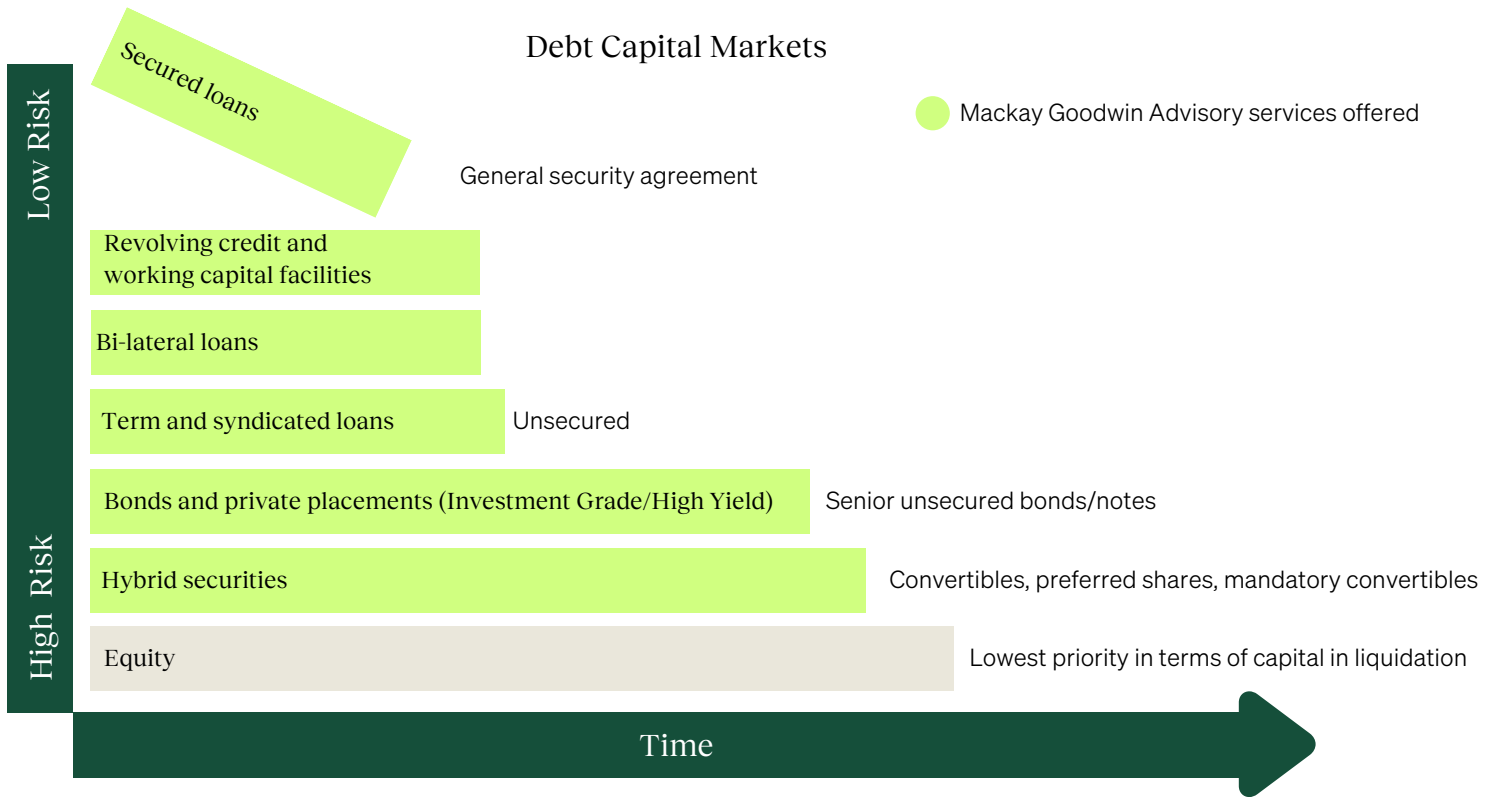 Debt Capital Markets
Mackay Goodwin Advisory services offered
Low Risk
High Risk
Secured loans
General security agreement
Revolving credit and
working capital facilities
Bi-lateral loans
Term and syndicated loans
Unsecured
Bonds and private placements (Investment Grade/High Yield)
Senior unsecured bonds/notes
Hybrid securities
Convertibles, preferred shares, mandatory convertibles
Equity
Lowest priority in terms of capital in liquidation
Time